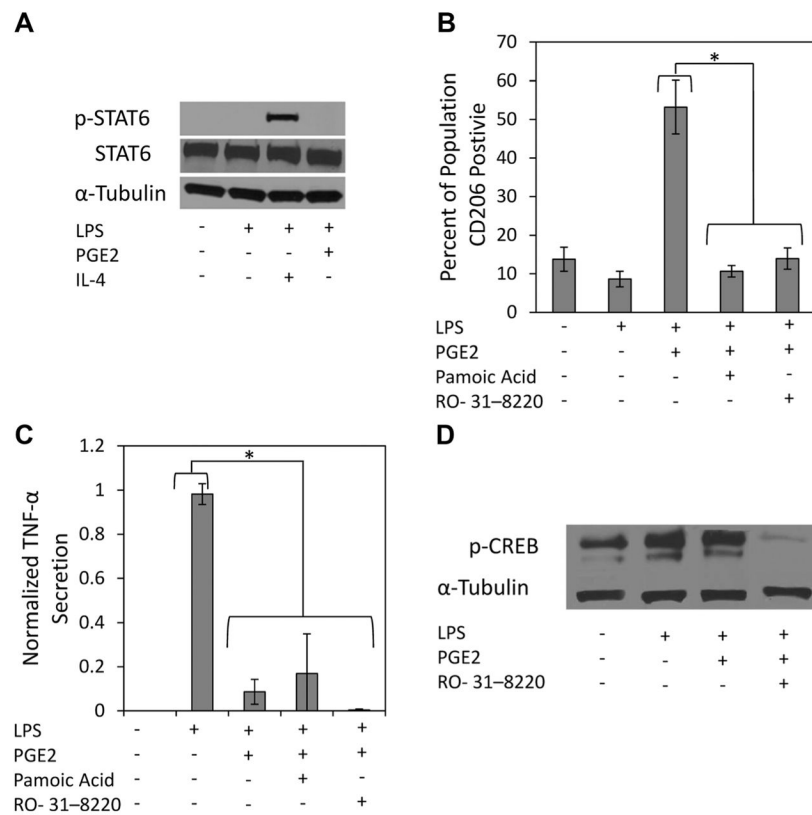 A
p-STAT6
STAT6
α-Tubulin
LPS - + + +
PGE2 - - - +
IL-4 - - + -
B
Percent of Population
CD206 Postivie
70
60
50
40
30
20
10
0
*
LPS - + + + +
PGE2 - - + + +
Pamoic Acid - - - + -
RO- 31–8220 - - - - +
C
Normalized TNF-α
Secretion
1.2
1
0.8
0.6
0.4
0.2
0
*
LPS - + + + +
PGE2 - - + + +
Pamoic Acid - - - + -
RO- 31–8220 - - - - +
D
p-CREB
α-Tubulin
LPS - + + +
PGE2 - - + +
RO- 31–8220 - - - +